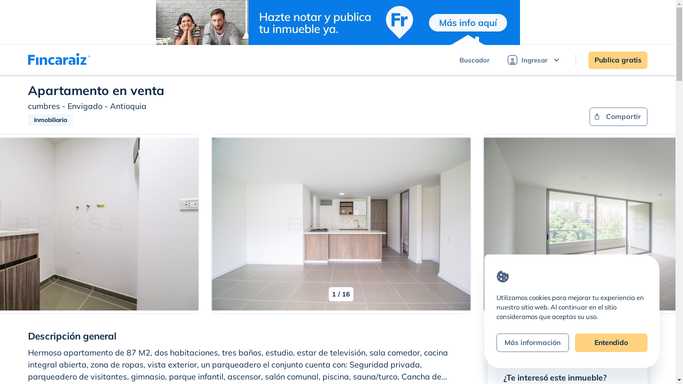 Hazte notar y publica
tu inmueble ya.
Fr
Más info aquí
Fincaraíz
Buscador
Ingresar
Publica gratis
Apartamento en venta
cumbres - Envigado - Antioquia
Inmobiliaria
Compartir
1 / 16
Utilizamos cookies para mejorar tu experiencia en
nuestro sitio web. Al continuar en el sitio
consideramos que aceptas su uso.
Más información
Entendido
Descripción general
Hermoso apartamento de 87 M2, dos habitaciones, tres baños, estudio, estar de televisión, sala comedor, cocina
integral abierta, zona de ropas, vista exterior, un parqueadero el conjunto cuenta con: Seguridad privada,
parqueadero de visitantes, gimnasio, parque infantil, ascensor, salón comunal, piscina, sauna/turco, Cancha de...
¿Te interesó este inmueble?